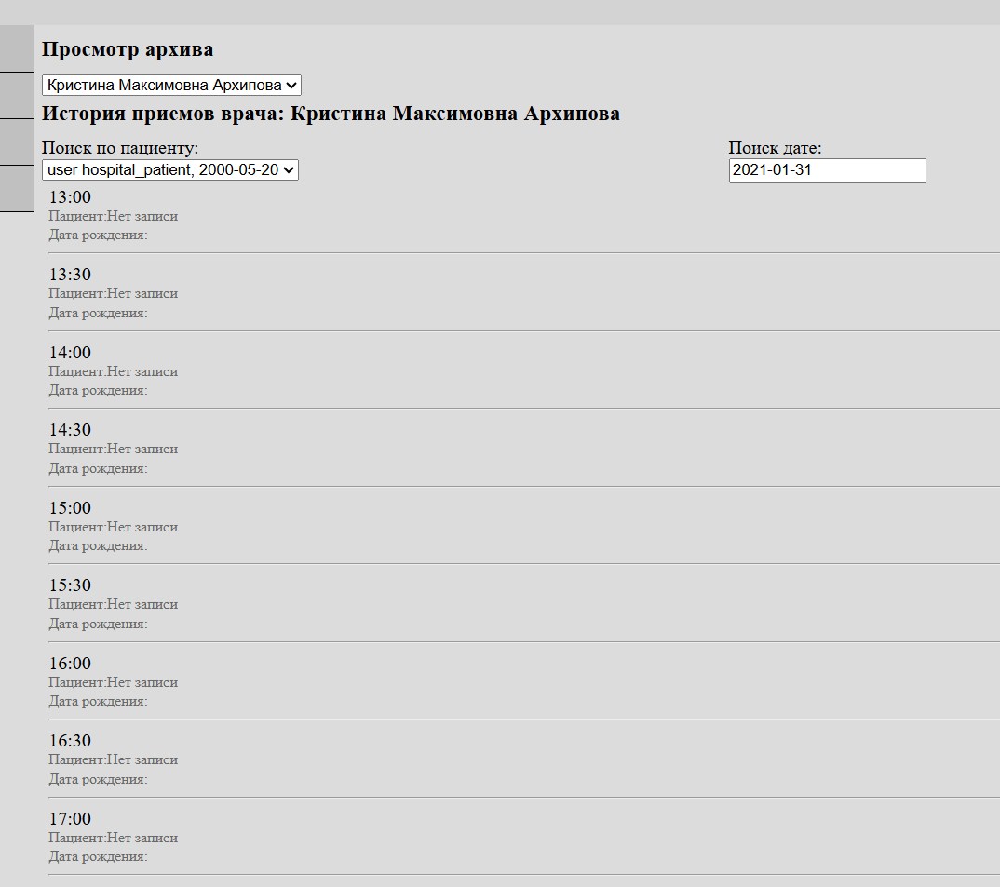 Просмотр архива
Кристина Максимовна Архипова
История приемов врача: Кристина Максимовна Архипова
Поиск по пациенту:
user hospital_patient, 2000-05-20
Поиск дате:
2021-01-31
13:00
Пациент:Нет записи
Дата рождения:
13:30
Пациент:Нет записи
Дата рождения:
14:00
Пациент:Нет записи
Дата рождения:
14:30
Пациент:Нет записи
Дата рождения:
15:00
Пациент:Нет записи
Дата рождения:
15:30
Пациент:Нет записи
Дата рождения:
16:00
Пациент:Нет записи
Дата рождения:
16:30
Пациент:Нет записи
Дата рождения:
17:00
Пациент:Нет записи
Дата рождения: